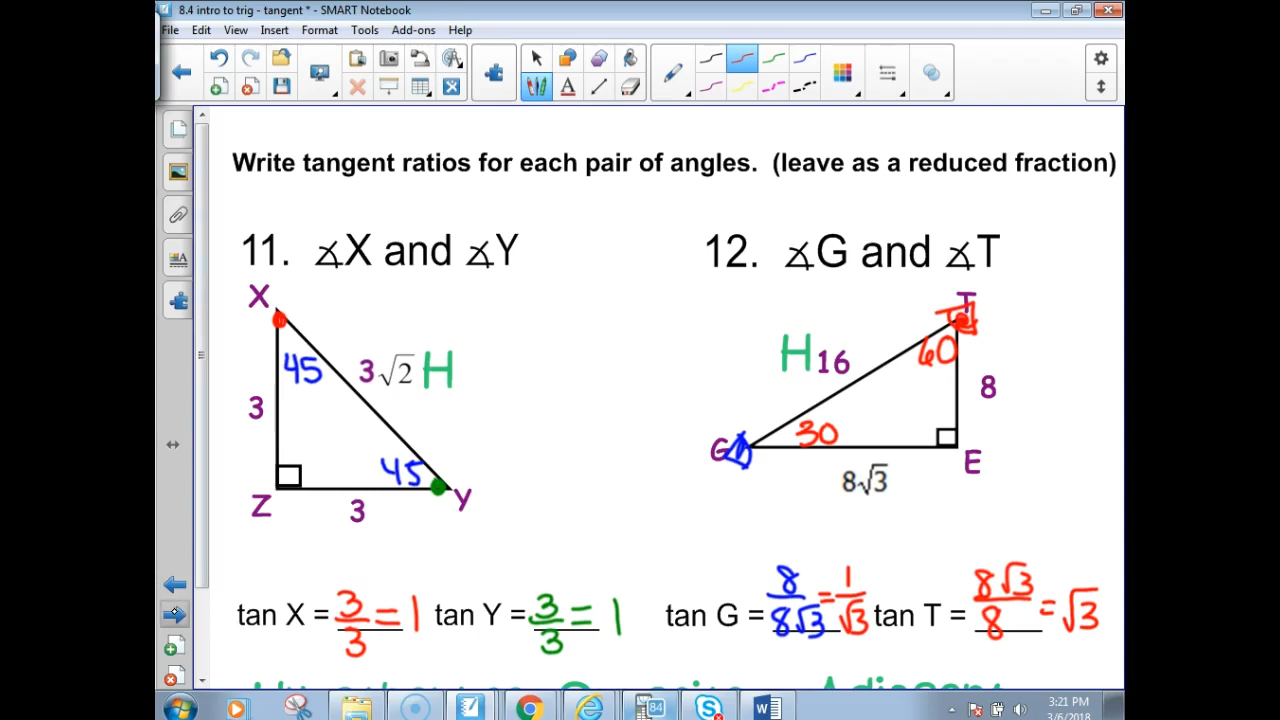 8.4 intro to trig - tangent * - SMART Notebook
File Edit View Insert Format Tools Add-ons Help
Write tangent ratios for each pair of angles. (leave as a reduced fraction)
11. ∡X and ∡Y
12. ∡G and ∡T
X
45
3
3√2 H
45
Z
3
Y
T
H 16
60
8
G
30
E
8√3
tan X = 3/3 = 1 tan Y = 3/3 = 1
tan G = 8/8√3 = 1/√3 tan T = 8√3/8 = √3
84
3:21 PM
3/6/2018